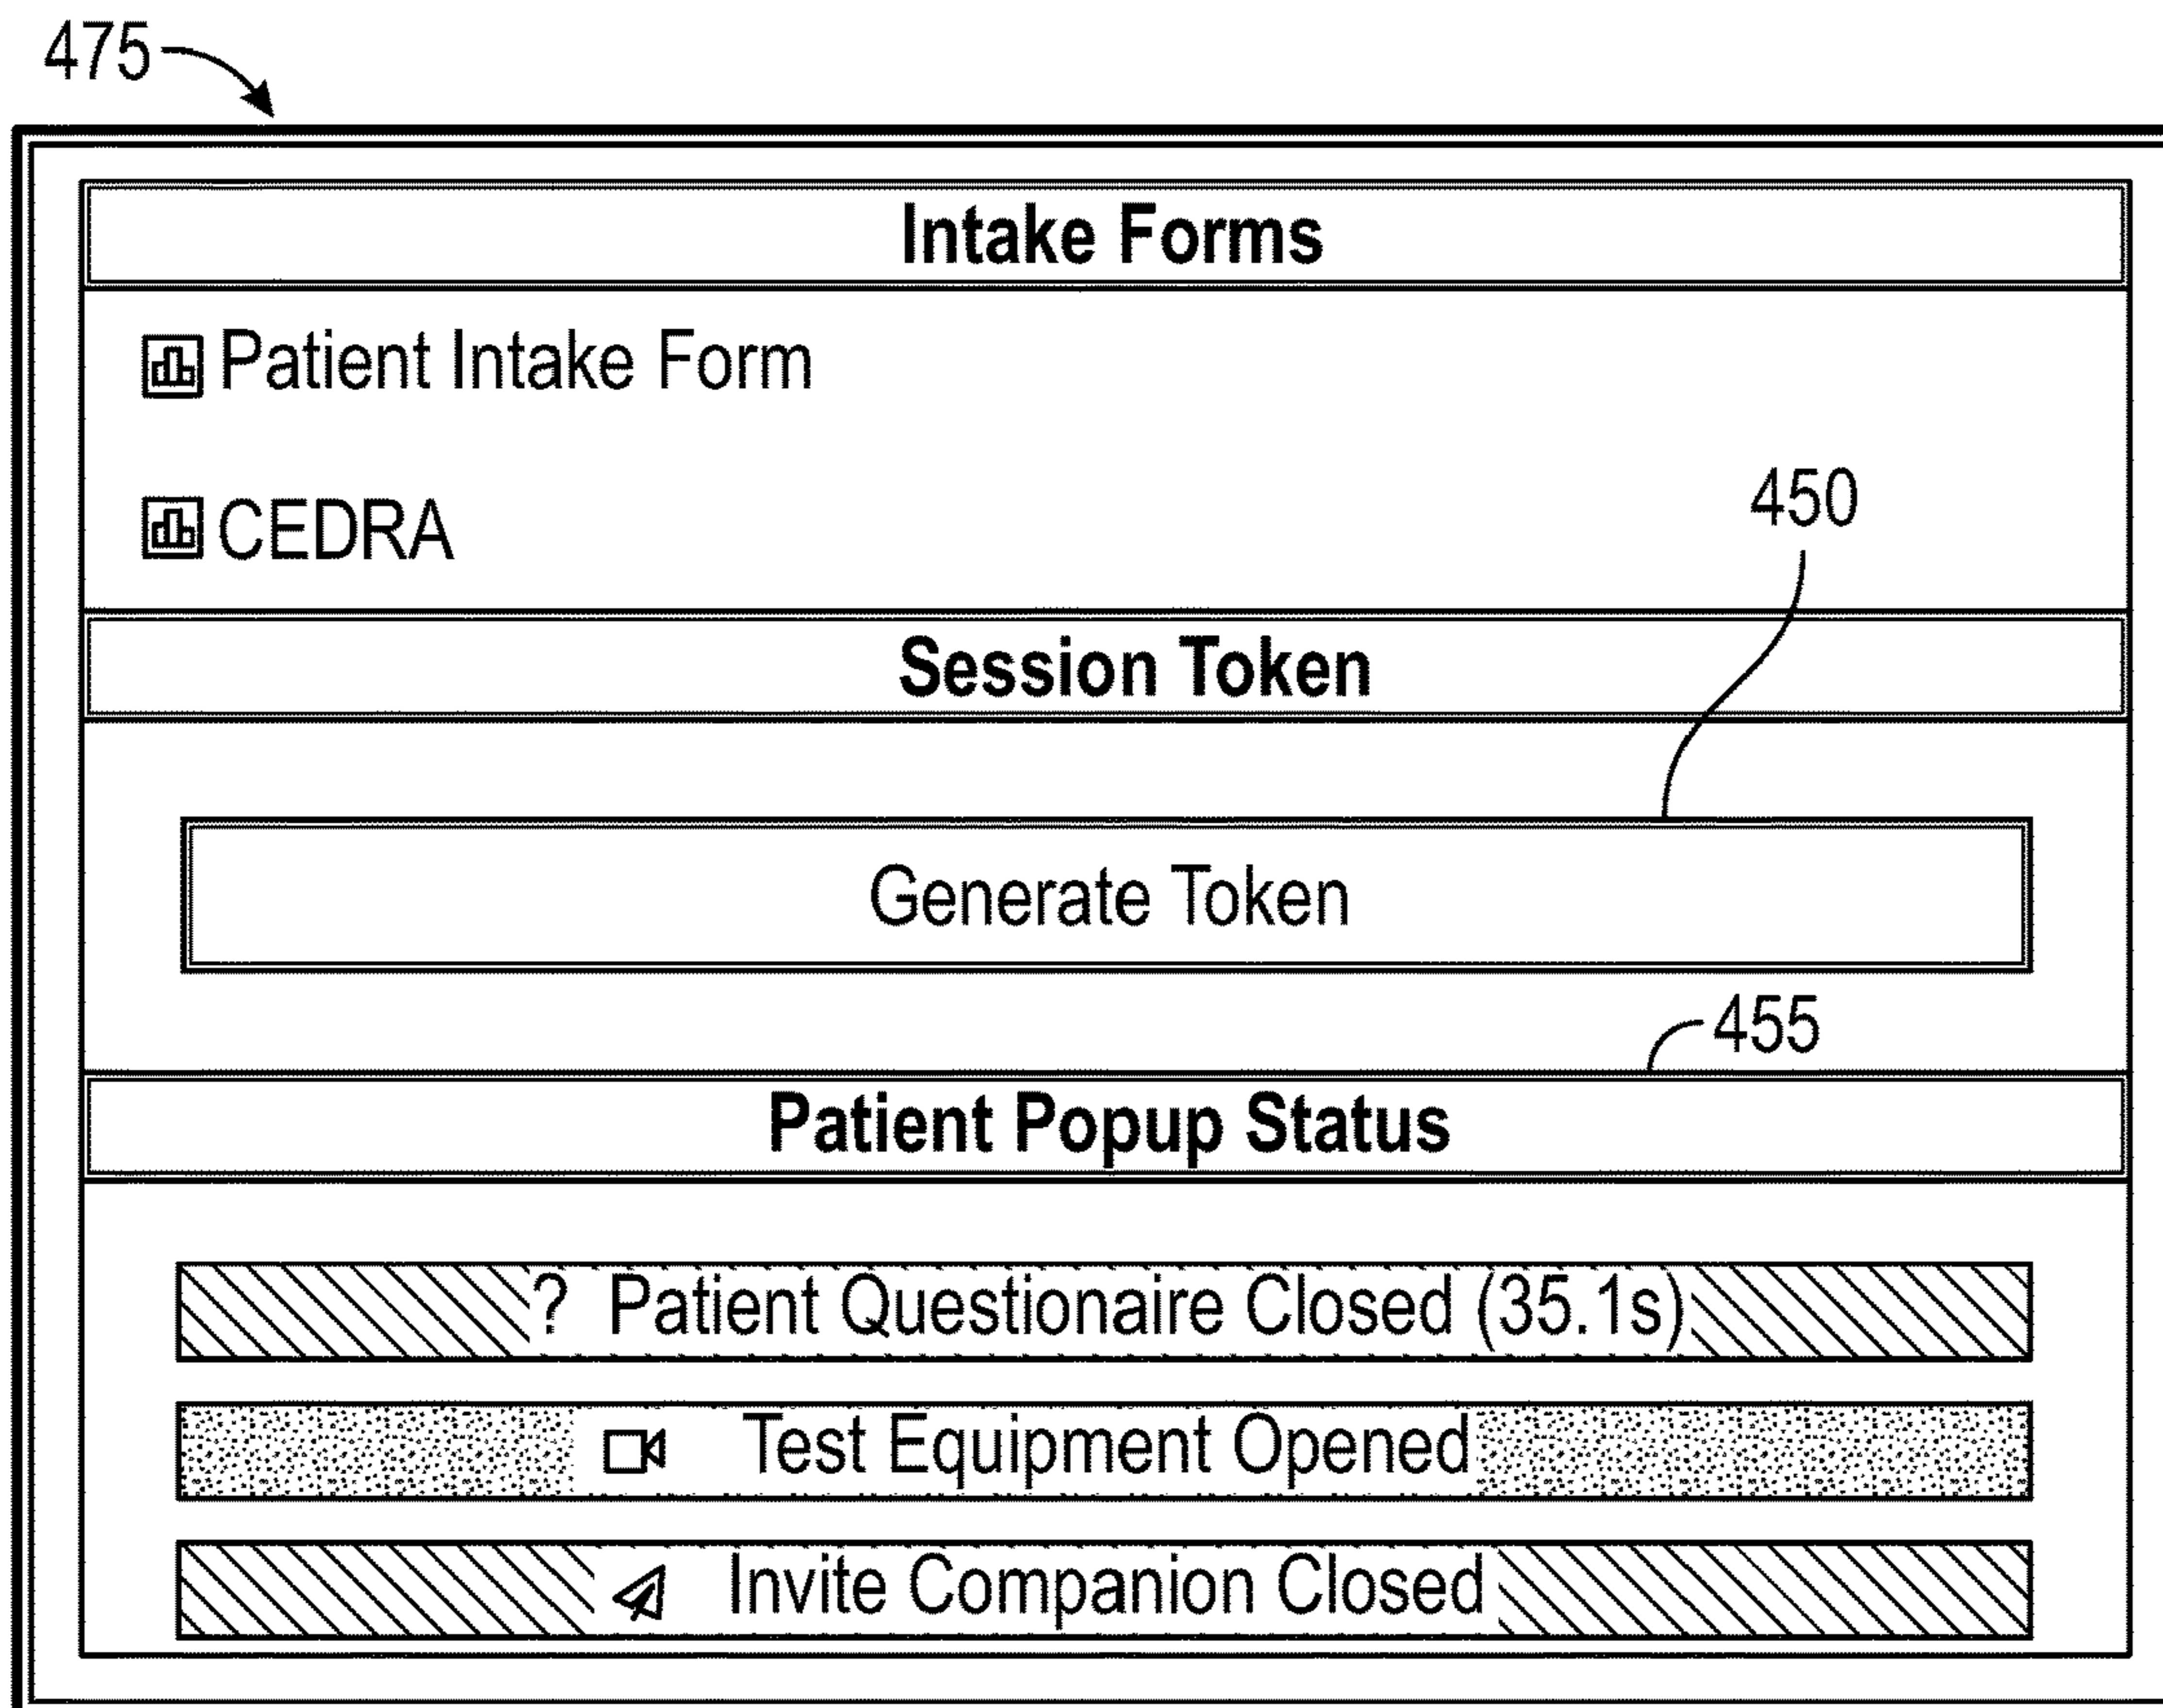 475
Intake Forms
Patient Intake Form
CEDRA
450
Session Token
Generate Token
455
Patient Popup Status
? Patient Questionaire Closed (35.1s)
Test Equipment Opened
Invite Companion Closed